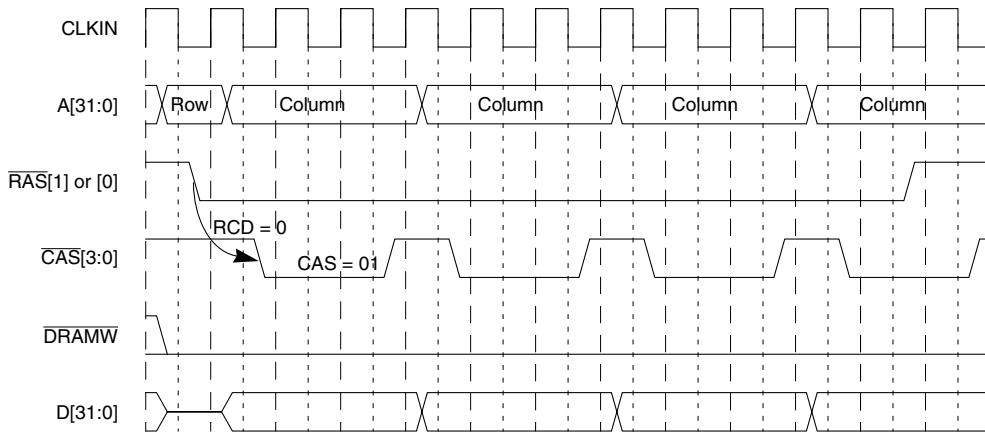 CLKIN
A[31:0] Row Column Column Column Column
RAS[1] or [0]
RCD = 0
CAS[3:0] CAS = 01
DRAMW
D[31:0]